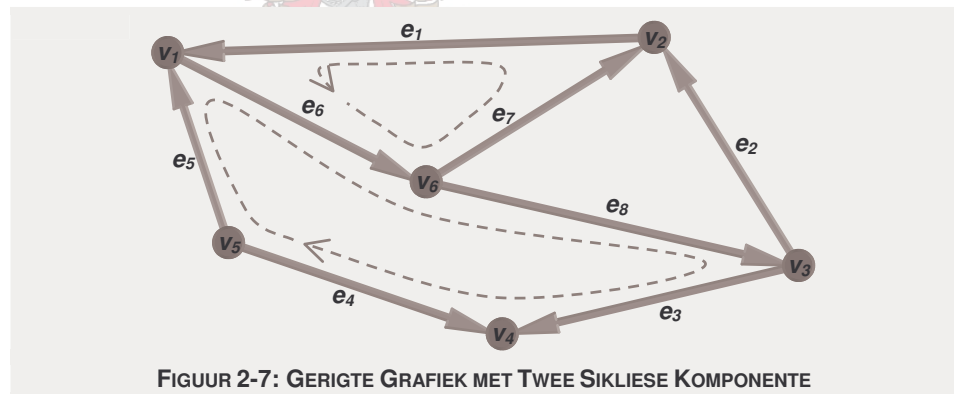 e1
v1
v2
e6
e7
e5
e2
v6
e8
v5
v3
e4
e3
v4
FIGUUR 2-7: GERIGTE GRAFIEK MET TWEE SIKLIESE KOMPONENTE